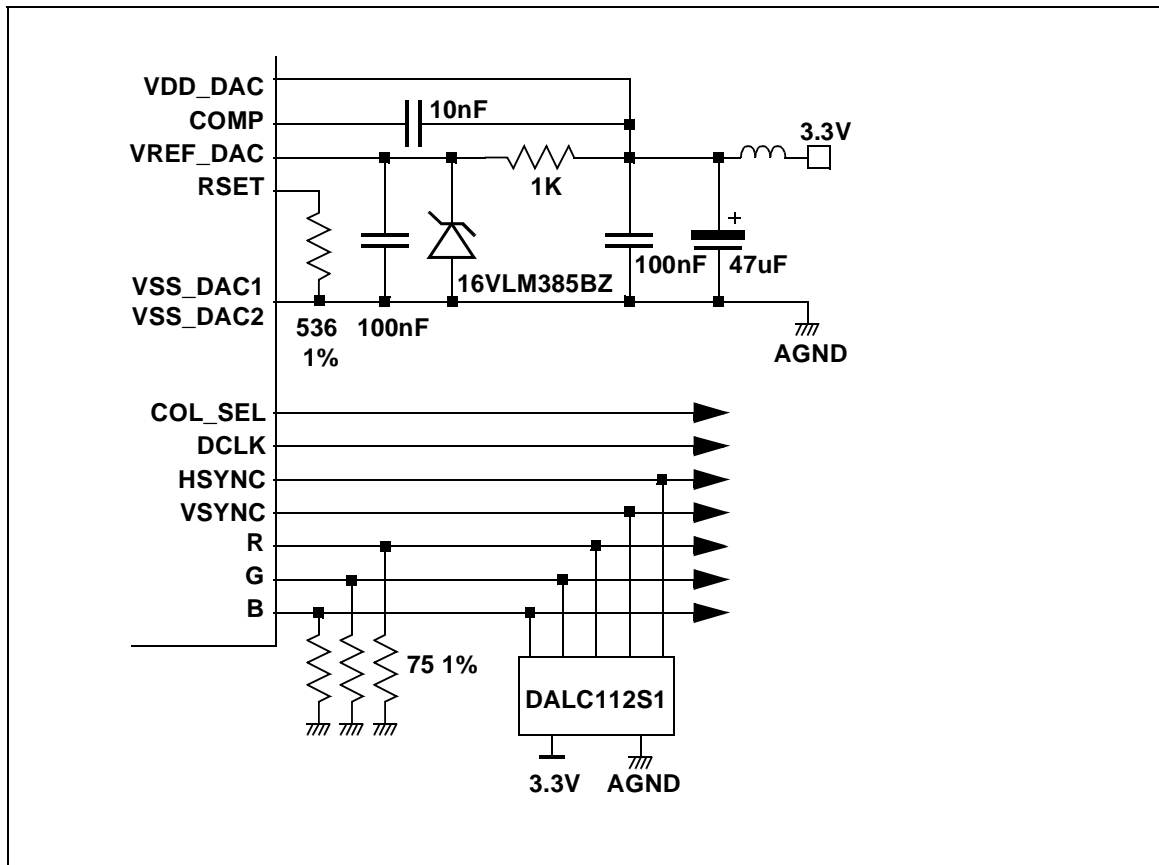 VDD_DAC
10nF
COMP
3.3V
VREF_DAC
1K
RSET
+
100nF
47uF
16VLM385BZ
VSS_DAC1
VSS_DAC2
536
1%
100nF
AGND
COL_SEL
DCLK
HSYNC
VSYNC
R
G
B
75 1%
DALC112S1
3.3V
AGND